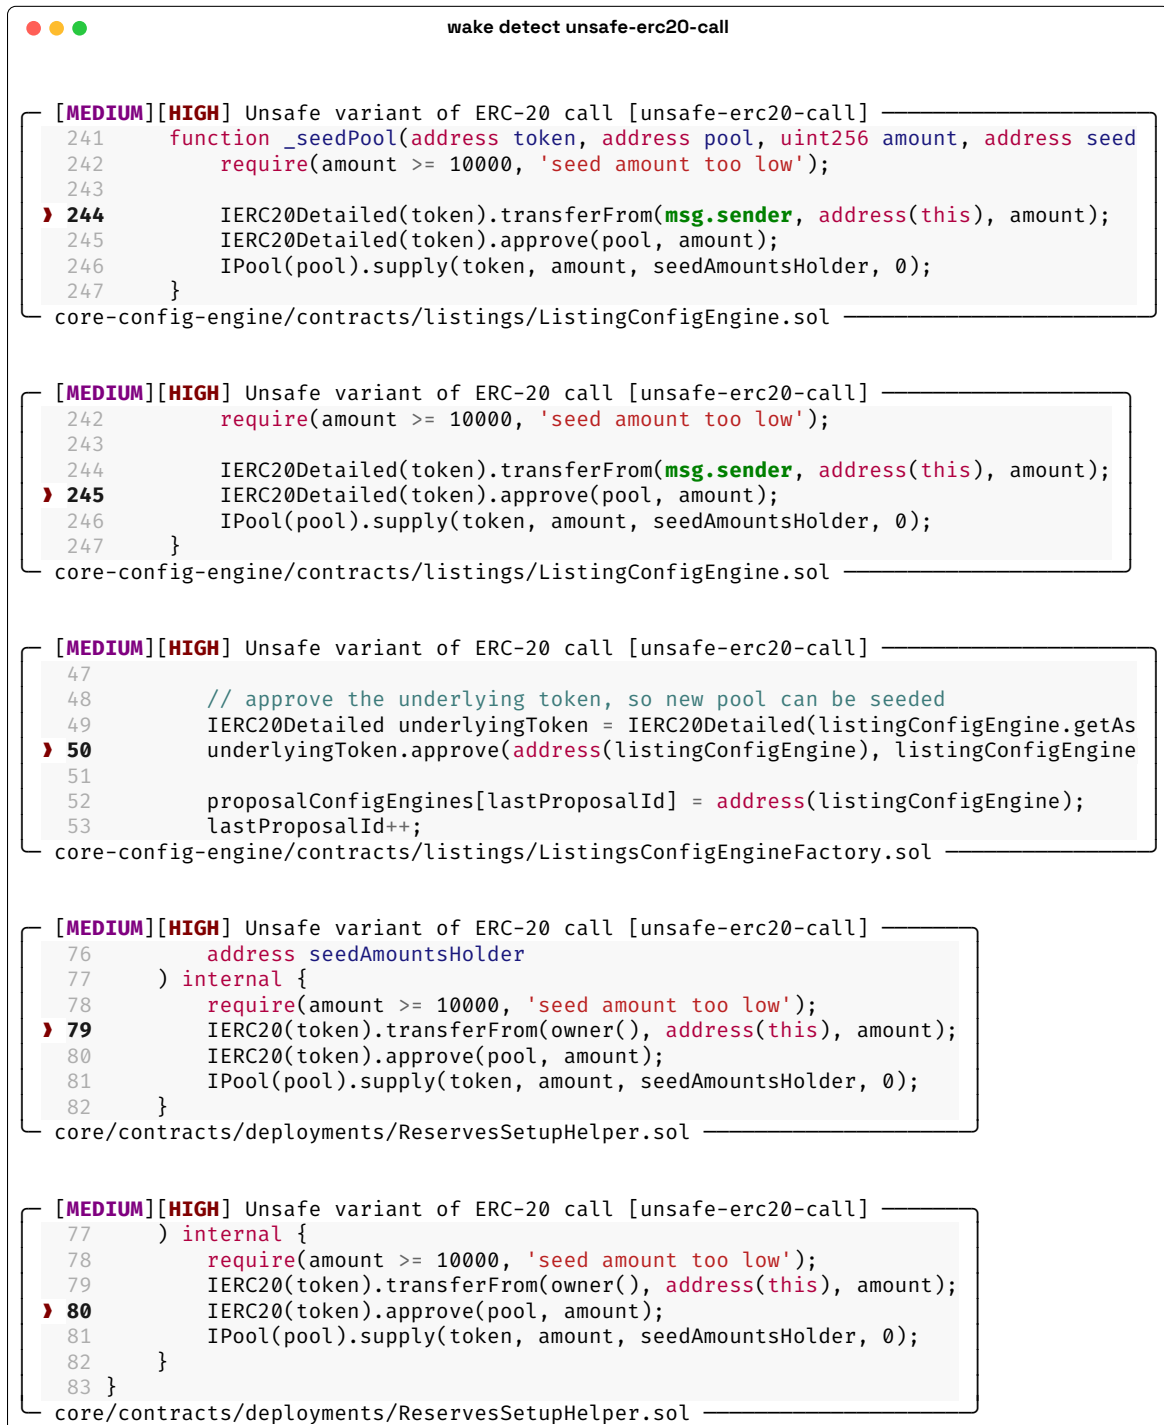 wake detect unsafe-erc20-call
[MEDIUM][HIGH] Unsafe variant of ERC-20 call [unsafe-erc20-call]
241 function _seedPool(address token, address pool, uint256 amount, address seed
242 require(amount >= 10000, 'seed amount too low');
243
❱ 244 IERC20Detailed(token).transferFrom(msg.sender, address(this), amount);
245 IERC20Detailed(token).approve(pool, amount);
246 IPool(pool).supply(token, amount, seedAmountsHolder, 0);
247 }
core-config-engine/contracts/listings/ListingConfigEngine.sol
[MEDIUM][HIGH] Unsafe variant of ERC-20 call [unsafe-erc20-call]
242 require(amount >= 10000, 'seed amount too low');
243
244 IERC20Detailed(token).transferFrom(msg.sender, address(this), amount);
❱ 245 IERC20Detailed(token).approve(pool, amount);
246 IPool(pool).supply(token, amount, seedAmountsHolder, 0);
247 }
core-config-engine/contracts/listings/ListingConfigEngine.sol
[MEDIUM][HIGH] Unsafe variant of ERC-20 call [unsafe-erc20-call]
47
48 // approve the underlying token, so new pool can be seeded
49 IERC20Detailed underlyingToken = IERC20Detailed(listingConfigEngine.getAs
❱ 50 underlyingToken.approve(address(listingConfigEngine), listingConfigEngine
51
52 proposalConfigEngines[lastProposalId] = address(listingConfigEngine);
53 lastProposalId++;
core-config-engine/contracts/listings/ListingsConfigEngineFactory.sol
[MEDIUM][HIGH] Unsafe variant of ERC-20 call [unsafe-erc20-call]
76 address seedAmountsHolder
77 ) internal {
78 require(amount >= 10000, 'seed amount too low');
❱ 79 IERC20(token).transferFrom(owner(), address(this), amount);
80 IERC20(token).approve(pool, amount);
81 IPool(pool).supply(token, amount, seedAmountsHolder, 0);
82 }
core/contracts/deployments/ReservesSetupHelper.sol
[MEDIUM][HIGH] Unsafe variant of ERC-20 call [unsafe-erc20-call]
77 ) internal {
78 require(amount >= 10000, 'seed amount too low');
79 IERC20(token).transferFrom(owner(), address(this), amount);
❱ 80 IERC20(token).approve(pool, amount);
81 IPool(pool).supply(token, amount, seedAmountsHolder, 0);
82 }
83 }
core/contracts/deployments/ReservesSetupHelper.sol